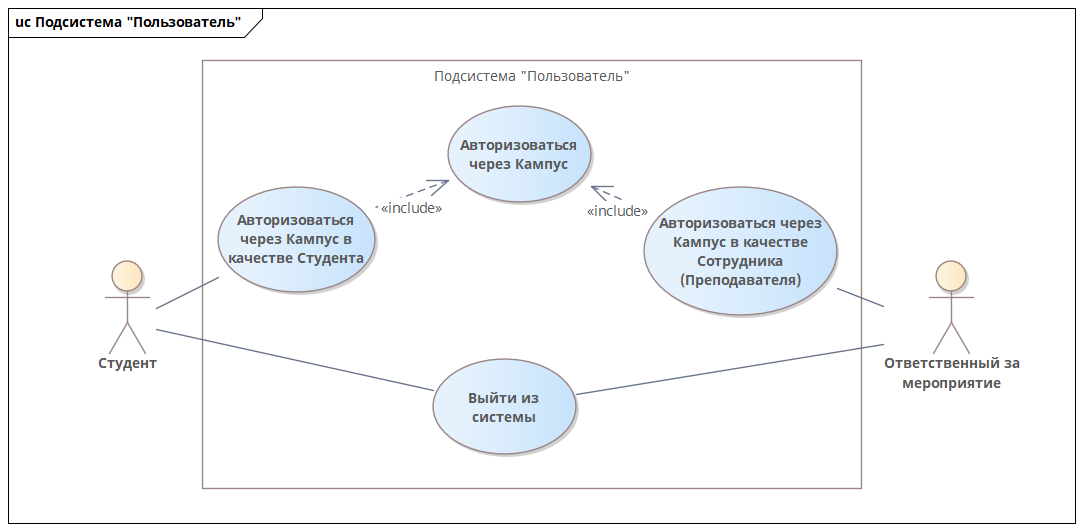 uc Подсистема "Пользователь"
Подсистема "Пользователь"
Авторизоваться
через Кампус
Авторизоваться
через Кампус в
качестве Студента
«include»
«include»
Авторизоваться через
Кампус в качестве
Сотрудника
(Преподавателя)
Студент
Ответственный за
мероприятие
Выйти из
системы